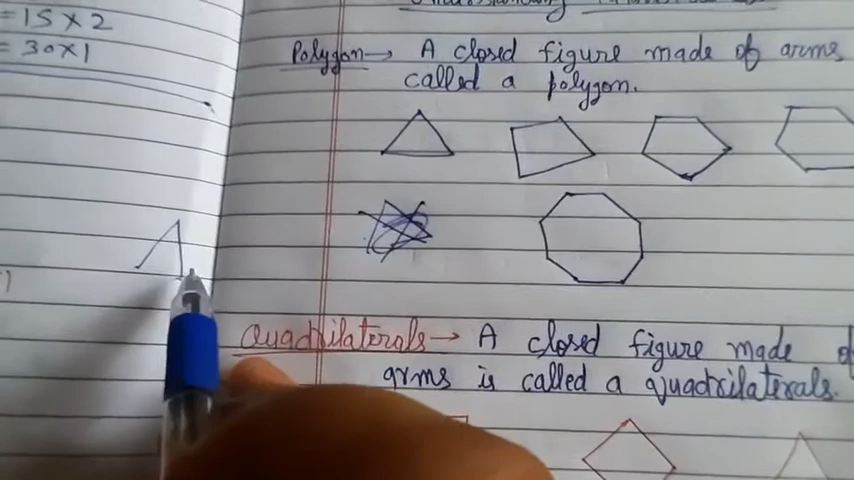 =15×2
=30×1
Polygon→ A closed figure made of arms
called a polygon.
Quadrilaterals→ A closed figure made of
arms is called a quadrilaterals.